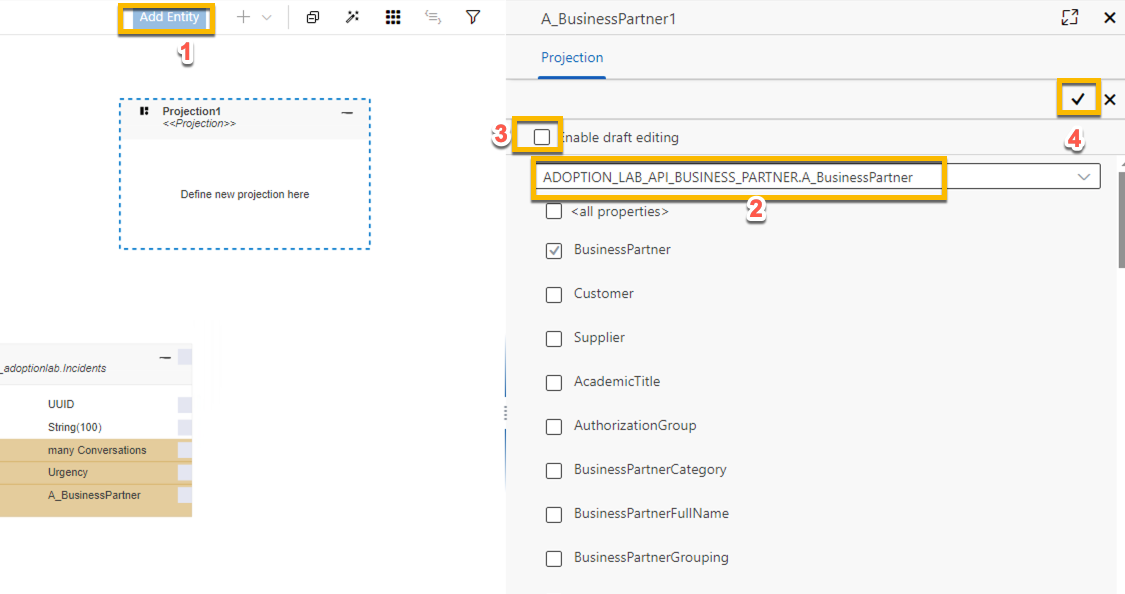 Add Entity
1
Projection1
<<Projection>>
Define new projection here
_adoptionlab.Incidents
UUID
String(100)
many Conversations
Urgency
A_BusinessPartner
A_BusinessPartner1
Projection
4
3
Enable draft editing
ADOPTION_LAB_API_BUSINESS_PARTNER.A_BusinessPartner
2
<all properties>
BusinessPartner
Customer
Supplier
AcademicTitle
AuthorizationGroup
BusinessPartnerCategory
BusinessPartnerFullName
BusinessPartnerGrouping